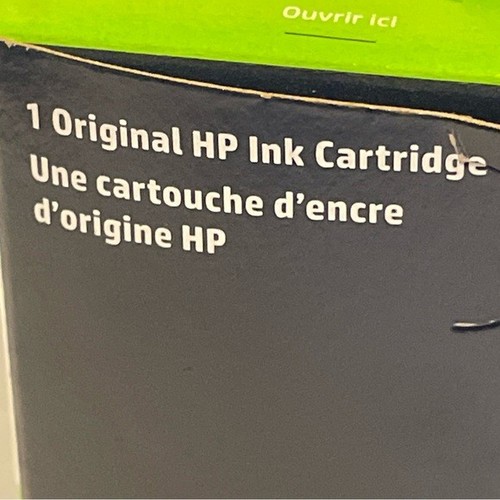 Ouvrir ici
1 Original HP Ink Cartridge
Une cartouche d'encre
d'origine HP